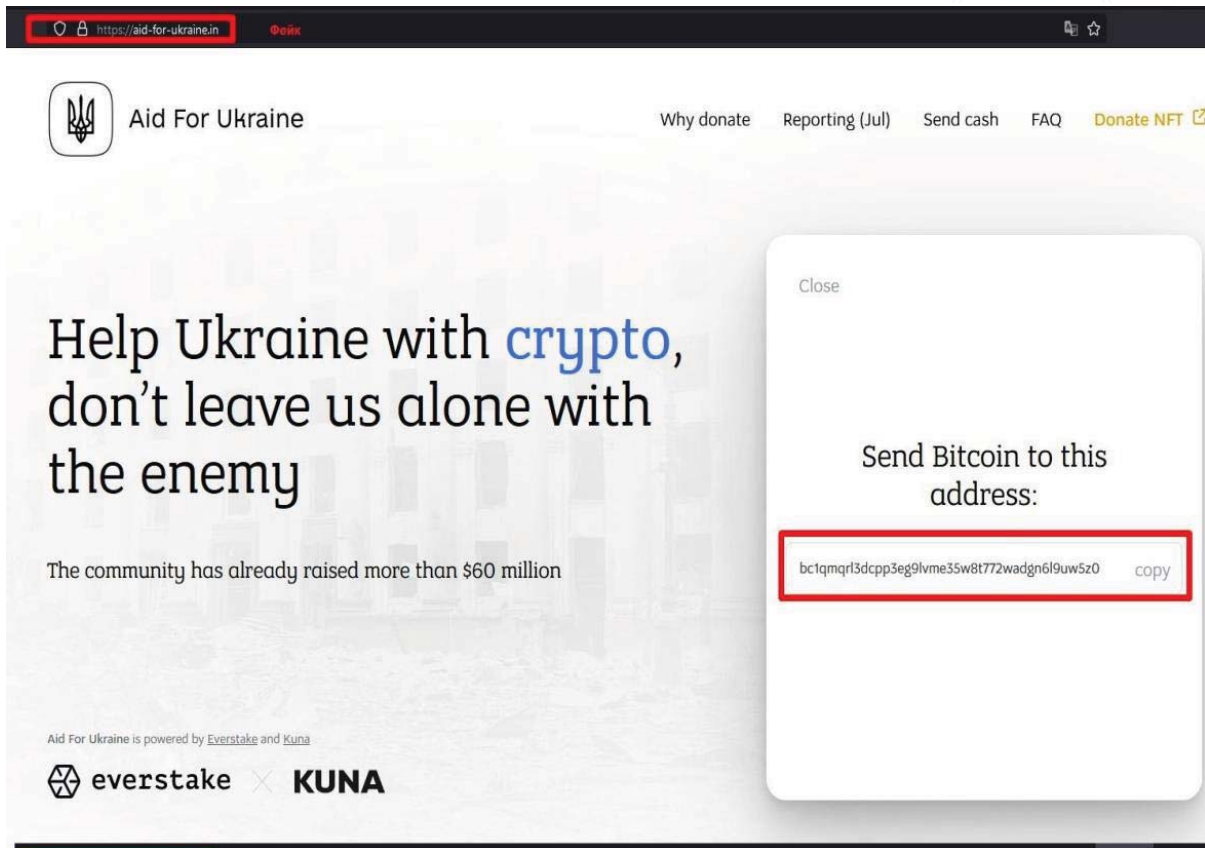 https://aid-for-ukraine.in Фейк
Aid For Ukraine
Why donate Reporting (Jul) Send cash FAQ Donate NFT
Close
Help Ukraine with crypto,
don't leave us alone with
the enemy
Send Bitcoin to this
address:
bc1qmqrl3dcpp3eg9lvme35w8t772wadgn6l9uw5z0 copy
The community has already raised more than $60 million
Aid For Ukraine is powered by Everstake and Kuna
everstake KUNA